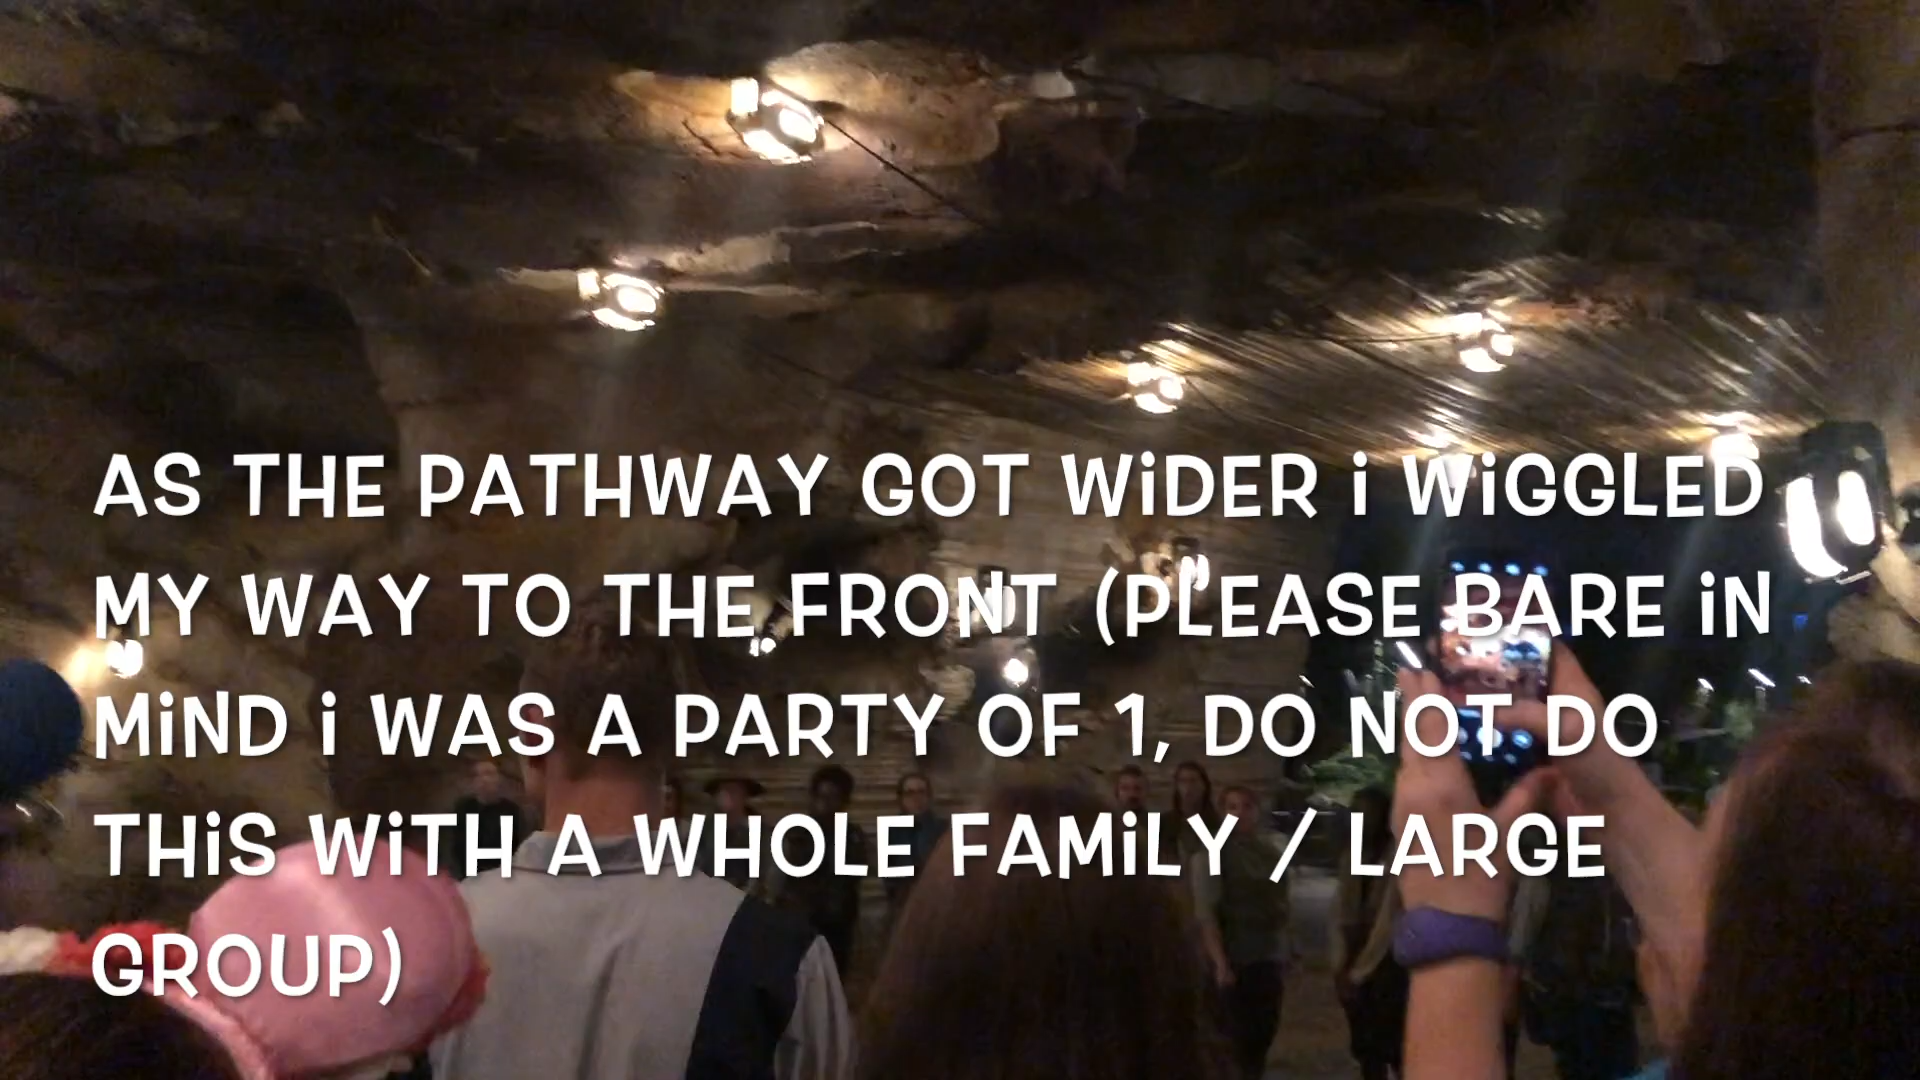 AS THE PATHWAY GOT WiDER i WiGGLED
MY WAY TO THE FRONT (PLEASE BARE iN
MiND i WAS A PARTY OF 1, DO NOT DO
THiS WiTH A WHOLE FAMiLY / LARGE
GROUP)